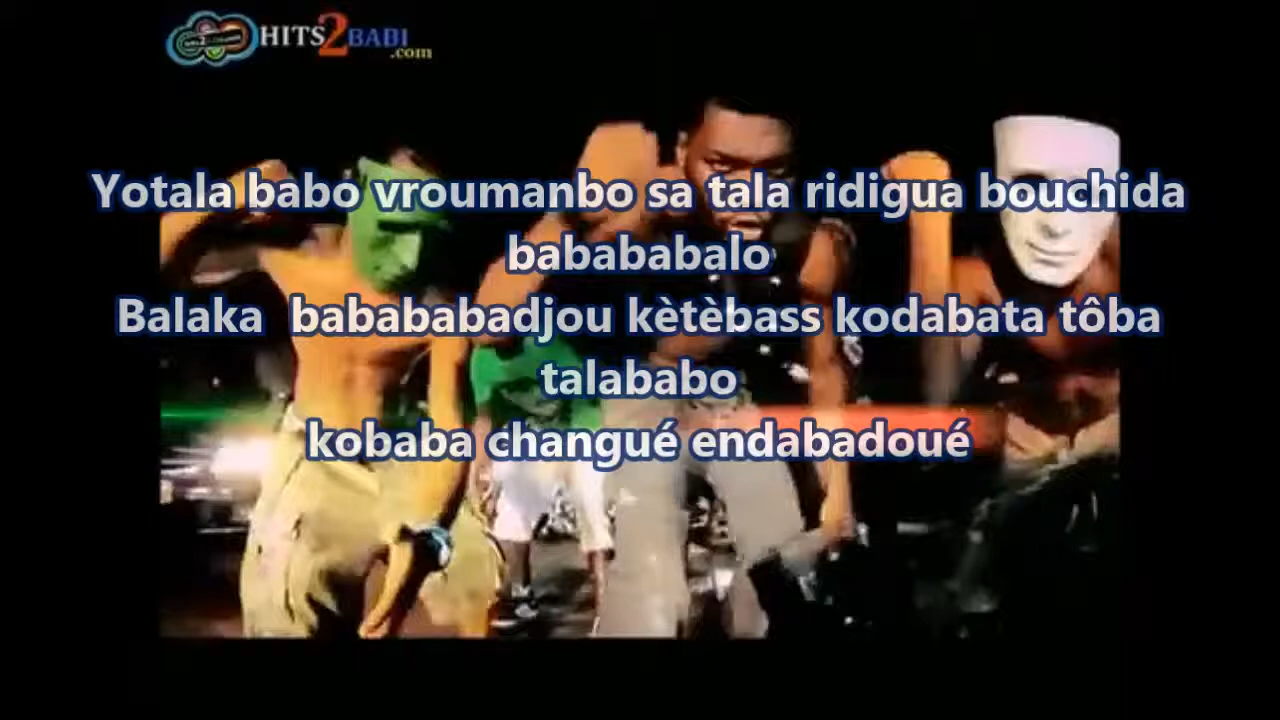 HITS2BABI
.com
Yotala babo vroumanbo sa tala ridigua bouchida
babababalo
Balaka  babababadjou kètèbass kodabata tôba
talababo
kobaba changué endabadoué